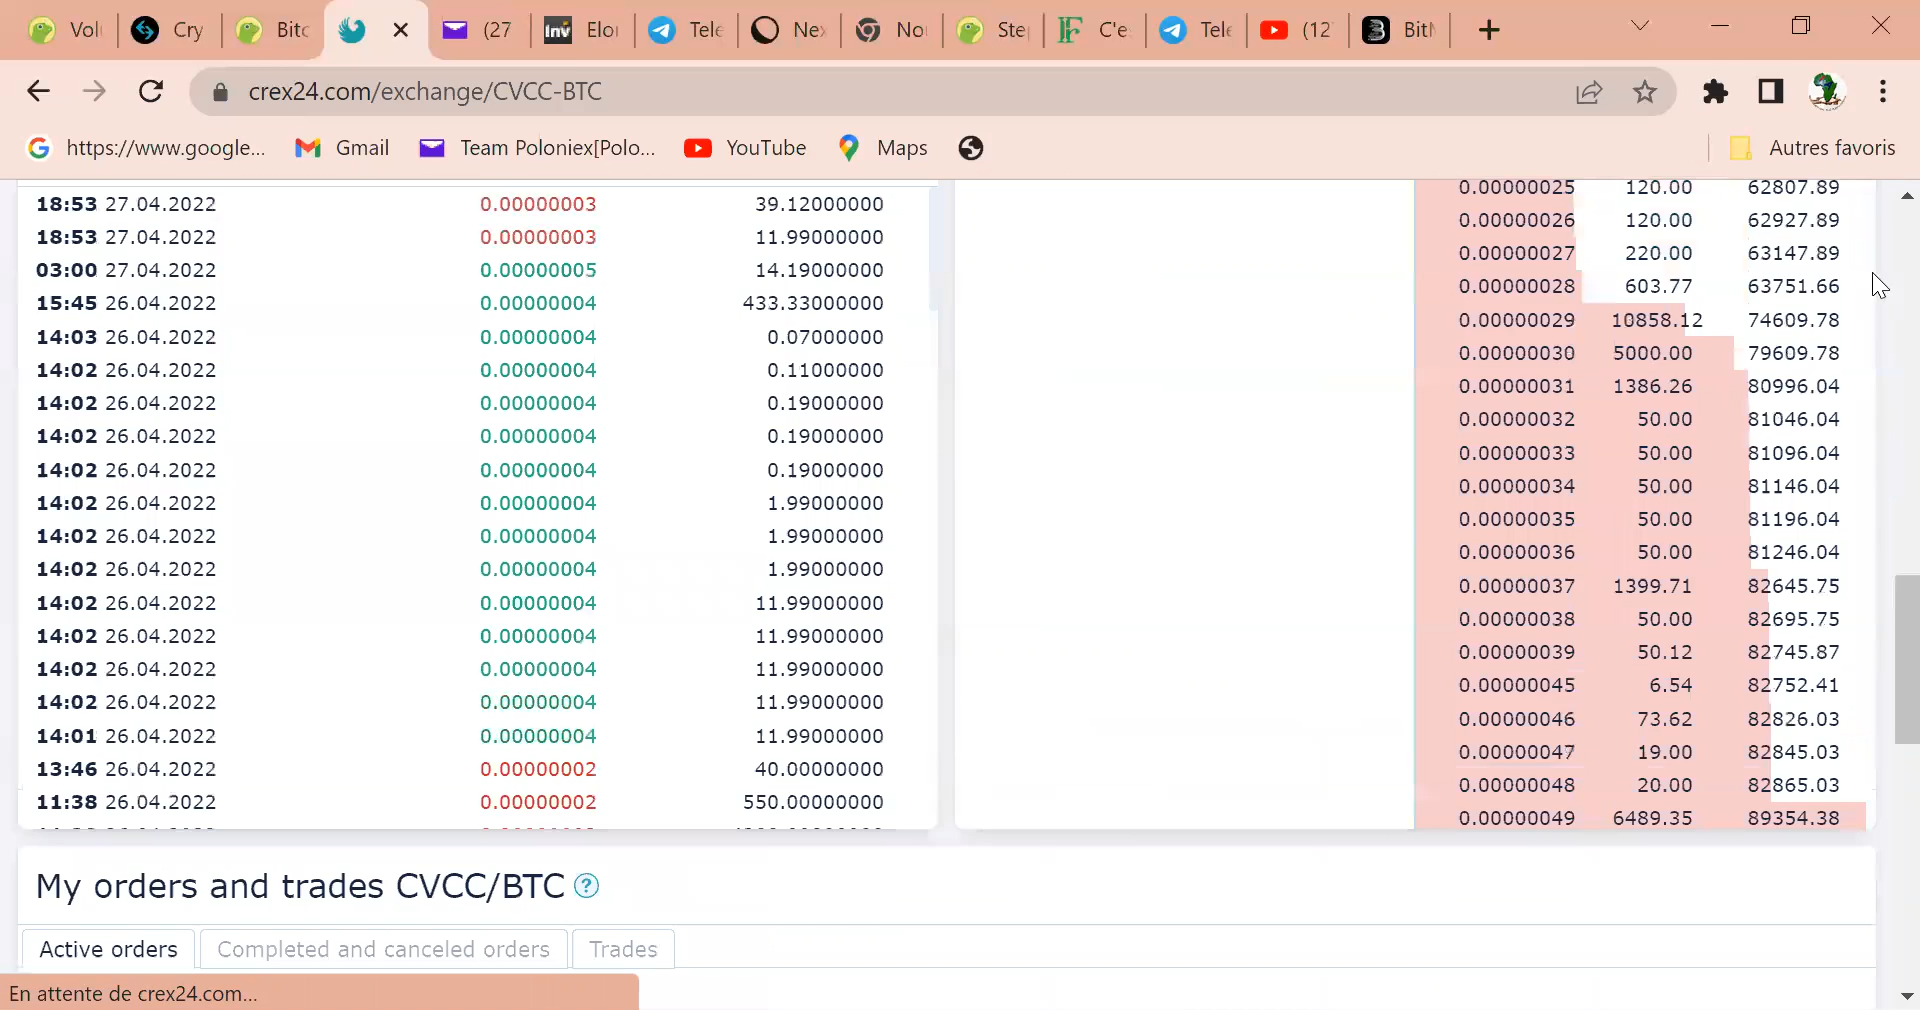 Vol Cry Bitc (27 Inv Elo Tele Nex No Ste C'e Tele (12 Bit
crex24.com/exchange/CVCC-BTC
https://www.google... Gmail Team Poloniex[Polo... YouTube Maps Autres favoris
18:53 27.04.2022 0.00000003 39.12000000
18:53 27.04.2022 0.00000003 11.99000000
03:00 27.04.2022 0.00000005 14.19000000
15:45 26.04.2022 0.00000004 433.33000000
14:03 26.04.2022 0.00000004 0.07000000
14:02 26.04.2022 0.00000004 0.11000000
14:02 26.04.2022 0.00000004 0.19000000
14:02 26.04.2022 0.00000004 0.19000000
14:02 26.04.2022 0.00000004 0.19000000
14:02 26.04.2022 0.00000004 1.99000000
14:02 26.04.2022 0.00000004 1.99000000
14:02 26.04.2022 0.00000004 1.99000000
14:02 26.04.2022 0.00000004 11.99000000
14:02 26.04.2022 0.00000004 11.99000000
14:02 26.04.2022 0.00000004 11.99000000
14:02 26.04.2022 0.00000004 11.99000000
14:01 26.04.2022 0.00000004 11.99000000
13:46 26.04.2022 0.00000002 40.00000000
11:38 26.04.2022 0.00000002 550.00000000
0.00000025 120.00 62807.89
0.00000026 120.00 62927.89
0.00000027 220.00 63147.89
0.00000028 603.77 63751.66
0.00000029 10858.12 74609.78
0.00000030 5000.00 79609.78
0.00000031 1386.26 80996.04
0.00000032 50.00 81046.04
0.00000033 50.00 81096.04
0.00000034 50.00 81146.04
0.00000035 50.00 81196.04
0.00000036 50.00 81246.04
0.00000037 1399.71 82645.75
0.00000038 50.00 82695.75
0.00000039 50.12 82745.87
0.00000045 6.54 82752.41
0.00000046 73.62 82826.03
0.00000047 19.00 82845.03
0.00000048 20.00 82865.03
0.00000049 6489.35 89354.38
My orders and trades CVCC/BTC ?
Active orders Completed and canceled orders Trades
En attente de crex24.com...